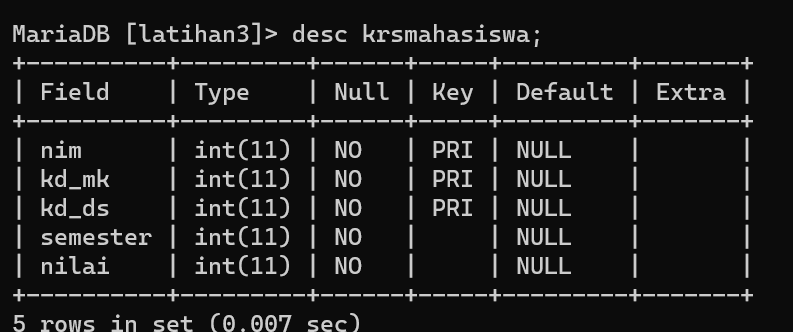 MariaDB [latihan3]> desc krsmahasiswa;
+----------+---------+------+-----+---------+-------+
| Field    | Type    | Null | Key | Default | Extra |
+----------+---------+------+-----+---------+-------+
| nim      | int(11) | NO   | PRI | NULL    |       |
| kd_mk    | int(11) | NO   | PRI | NULL    |       |
| kd_ds    | int(11) | NO   | PRI | NULL    |       |
| semester | int(11) | NO   |     | NULL    |       |
| nilai    | int(11) | NO   |     | NULL    |       |
+----------+---------+------+-----+---------+-------+
5 rows in set (0.007 sec)